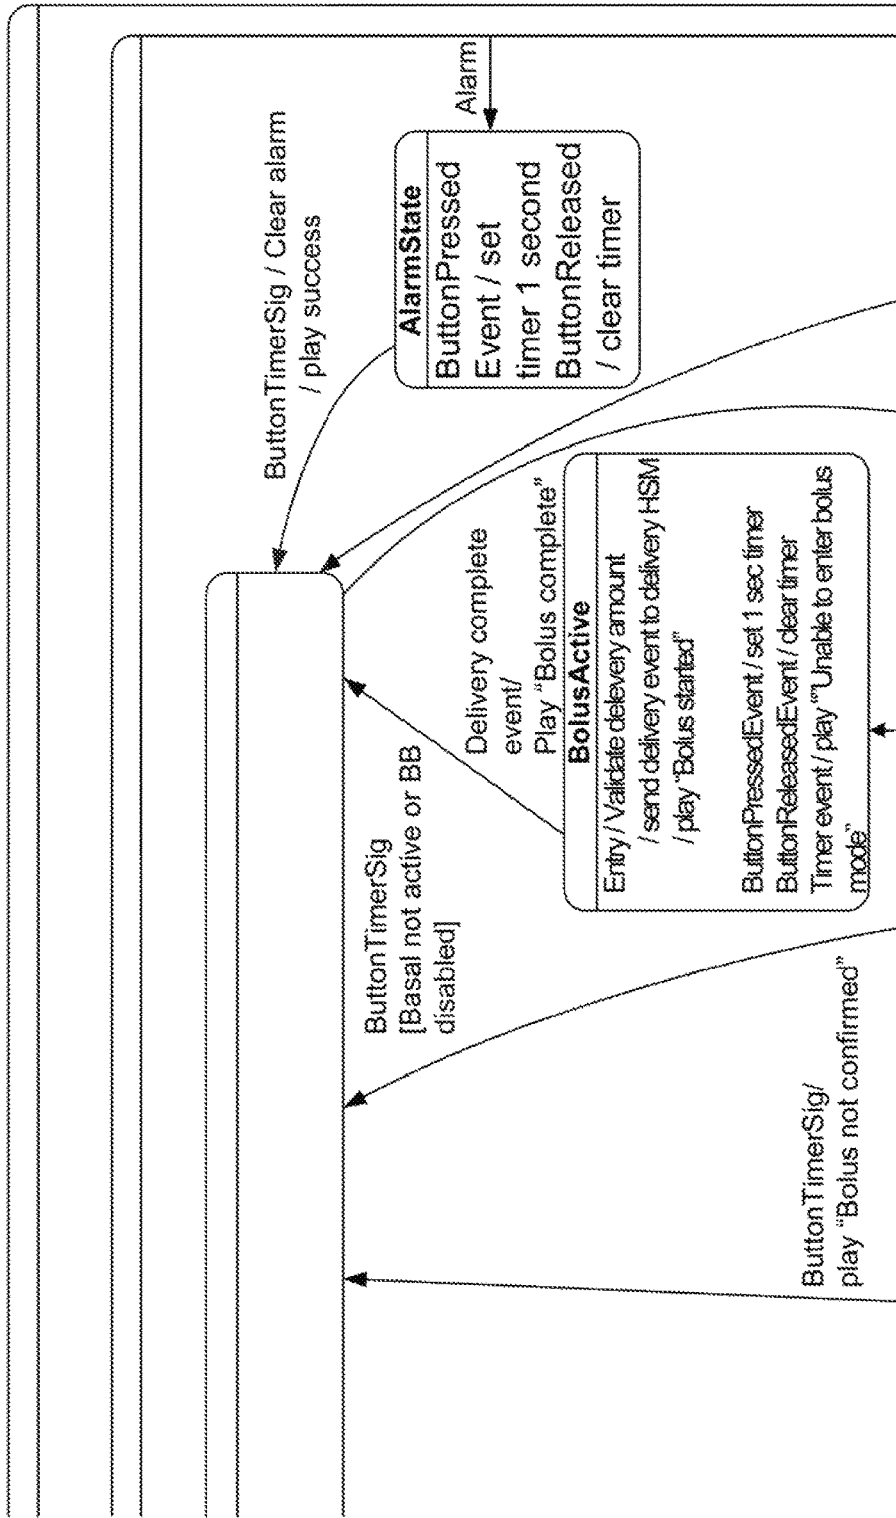 Alarm
AlarmState
ButtonPressed
Event / set
timer 1 second
ButtonReleased
/ clear timer
ButtonTimerSig / Clear alarm
/ play success
Delivery complete
event/
Play “Bolus complete”
BolusActive
Entry / Validate delevery amount
/ send delivery event to delivery HSM
/ play “Bolus started”
ButtonPressedEvent / set 1 sec timer
ButtonReleasedEvent / clear timer
Timer event / play “"Unable to enter bolus
mode”
ButtonTimerSig
[Basal not active or BB
disabled]
ButtonTimerSig/
play “Bolus not confirmed”